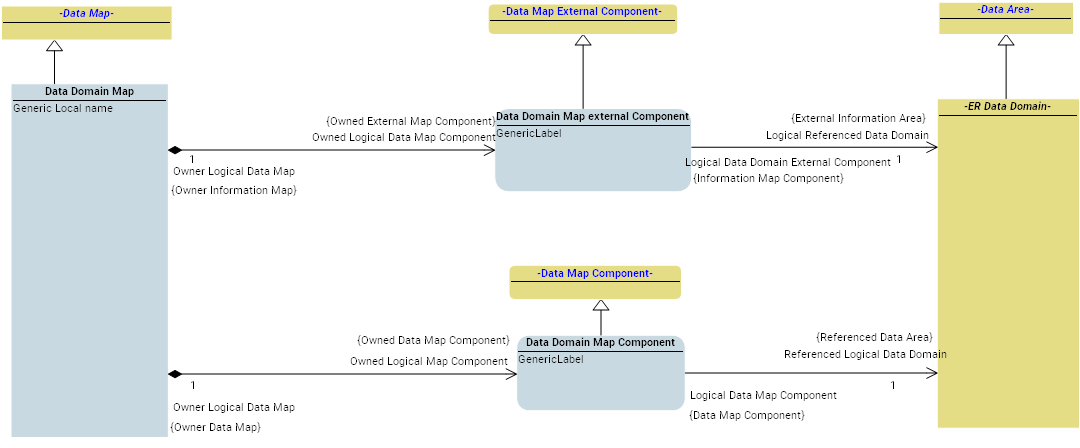 -Data Map-
-Data Map External Component-
-Data Area-
Data Domain Map
Generic Local name
-ER Data Domain-
{Owned External Map Component}
Owned Logical Data Map Component
Data Domain Map external Component
GenericLabel
{External Information Area}
Logical Referenced Data Domain
1
Owner Logical Data Map
{Owner Information Map}
Logical Data Domain External Component
1
{Information Map Component}
-Data Map Component-
{Owned Data Map Component}
Owned Logical Map Component
Data Domain Map Component
GenericLabel
{Referenced Data Area}
Referenced Logical Data Domain
1
Owner Logical Data Map
{Owner Data Map}
1
Logical Data Map Component
{Data Map Component}